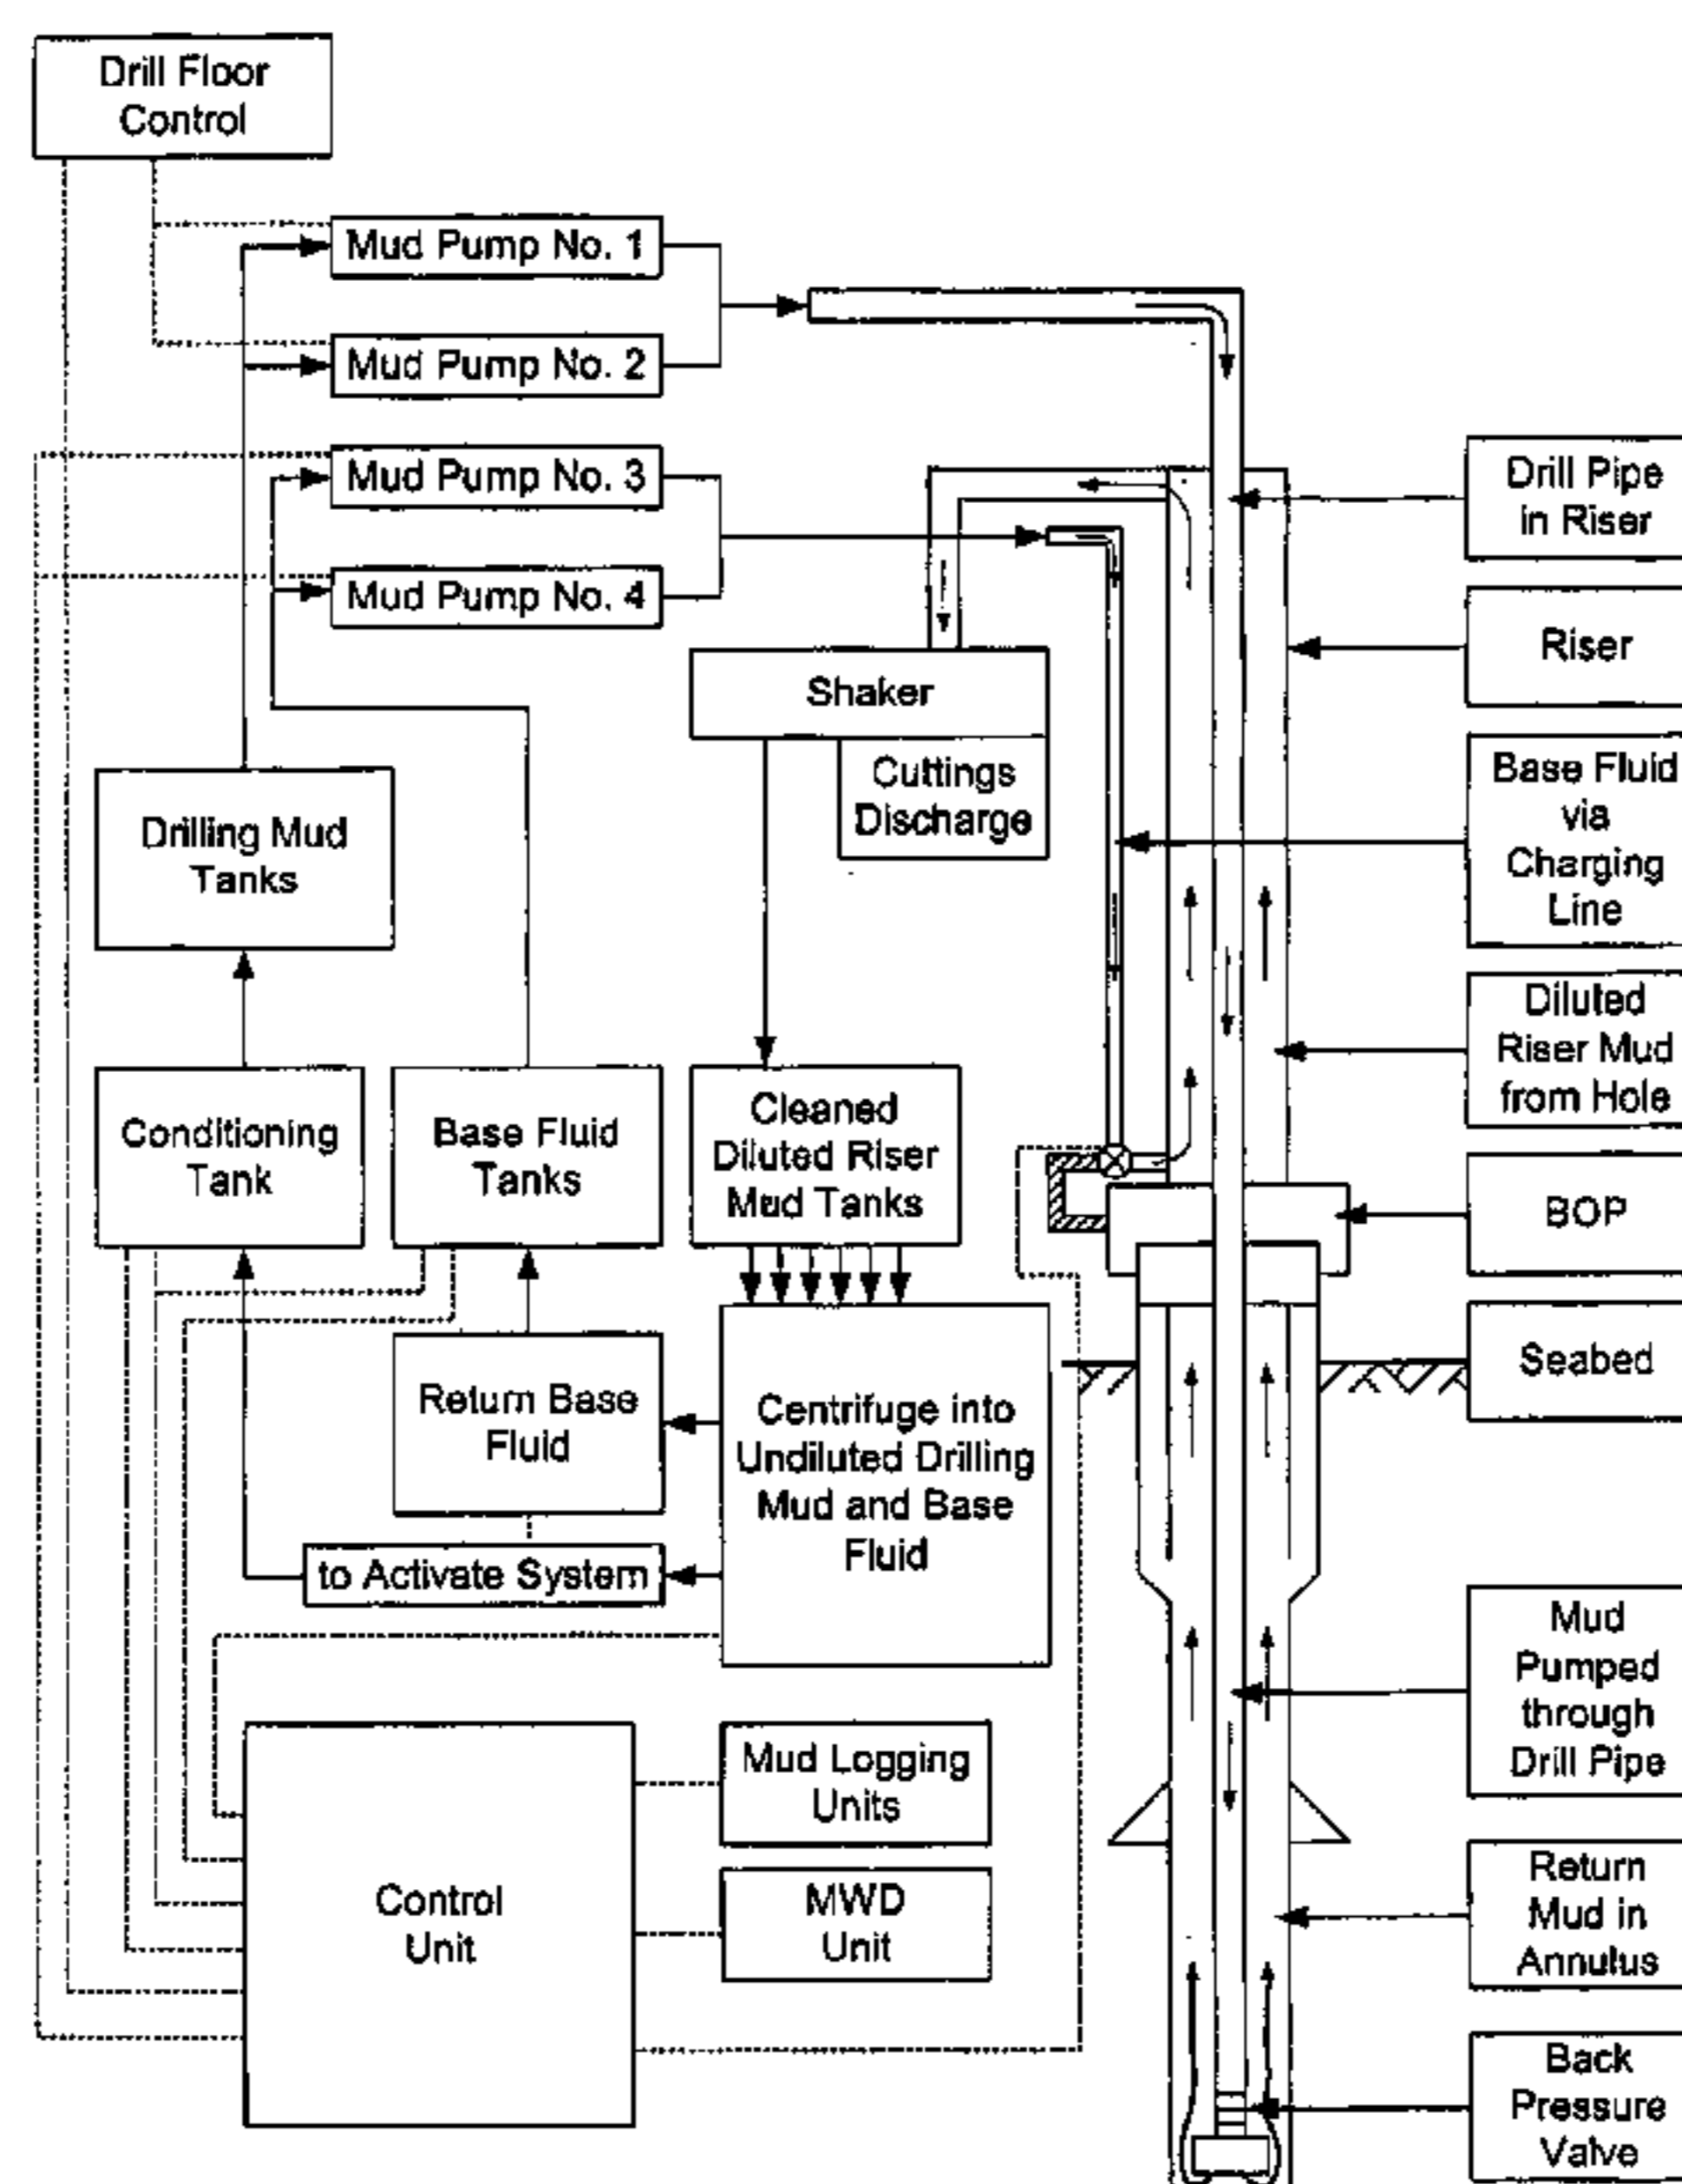 Drill Floor
Control
Mud Pump No. 1
Mud Pump No. 2
Mud Pump No. 3
Mud Pump No. 4
Drill Pipe
in Riser
Riser
Shaker
Cuttings
Discharge
Base Fluid
via
Charging
Line
Drilling Mud
Tanks
Diluted
Riser Mud
from Hole
Conditioning
Tank
Base Fluid
Tanks
Cleaned
Diluted Riser
Mud Tanks
BOP
Seabed
Return Base
Fluid
Centrifuge into
Undiluted Drilling
Mud and Base
Fluid
to Activate System
Mud
Pumped
through
Drill Pipe
Mud Logging
Units
Control
Unit
MWD
Unit
Return
Mud in
Annulus
Back
Pressure
Valve